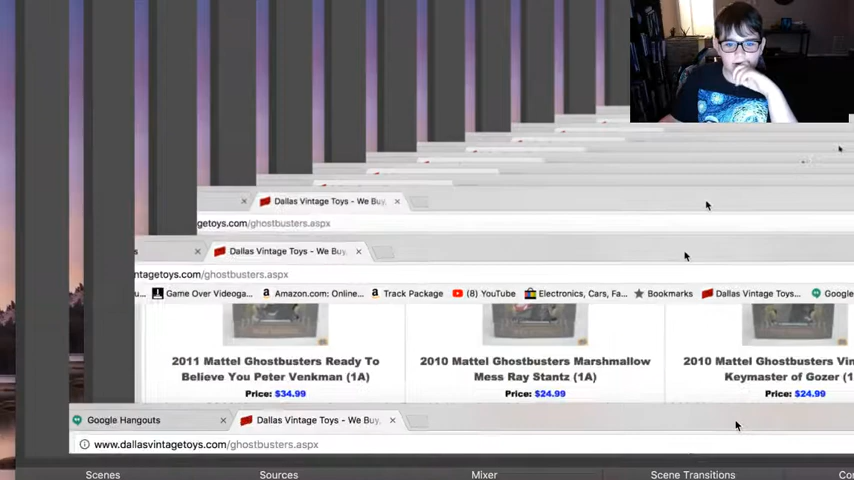 Dallas Vintage Toys - We Buy,
getoys.com/ghostbusters.aspx
s Dallas Vintage Toys - We Buy,
ntagetoys.com/ghostbusters.aspx
u... Game Over Videoga... Amazon.com: Online... Track Package (8) YouTube Electronics, Cars, Fa... Bookmarks Dallas Vintage Toys... Google
2011 Mattel Ghostbusters Ready To 2010 Mattel Ghostbusters Marshmallow 2010 Mattel Ghostbusters Vin
Believe You Peter Venkman (1A) Mess Ray Stantz (1A) Keymaster of Gozer (1
Price: $34.99 Price: $24.99 Price: $24.99
Google Hangouts Dallas Vintage Toys - We Buy,
www.dallasvintagetoys.com/ghostbusters.aspx
Scenes Sources Mixer Scene Transitions Co